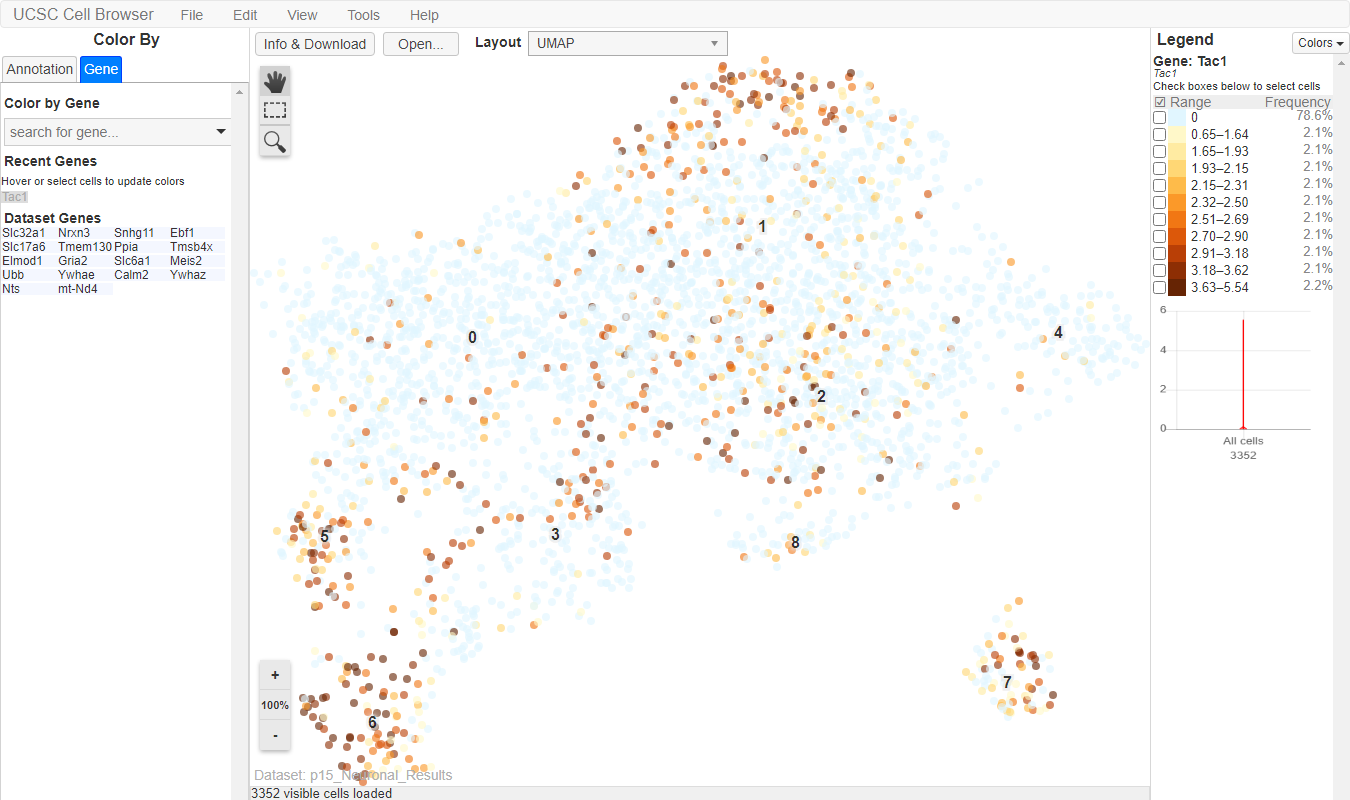 UCSC Cell Browser File Edit View Tools Help
Color By
Annotation Gene
Color by Gene
search for gene...
Recent Genes
Hover or select cells to update colors
Tac1
Dataset Genes
Slc32a1 Nrxn3 Snhg11 Ebf1
Slc17a6 Tmem130 Ppia Tmsb4x
Elmod1 Gria2 Slc6a1 Meis2
Ubb Ywhae Calm2 Ywhaz
Nts mt-Nd4
Info & Download Open... Layout UMAP
1
0
4
2
5
3
8
7
6
+
100%
-
Dataset: p15_Neuronal_Results
3352 visible cells loaded
Legend Colors
Gene: Tac1
Tac1
Check boxes below to select cells
Range Frequency
0 78.6%
0.65–1.64 2.1%
1.65–1.93 2.1%
1.93–2.15 2.1%
2.15–2.31 2.1%
2.32–2.50 2.1%
2.51–2.69 2.1%
2.70–2.90 2.1%
2.91–3.18 2.1%
3.18–3.62 2.1%
3.63–5.54 2.2%
6
4
2
0
All cells
3352